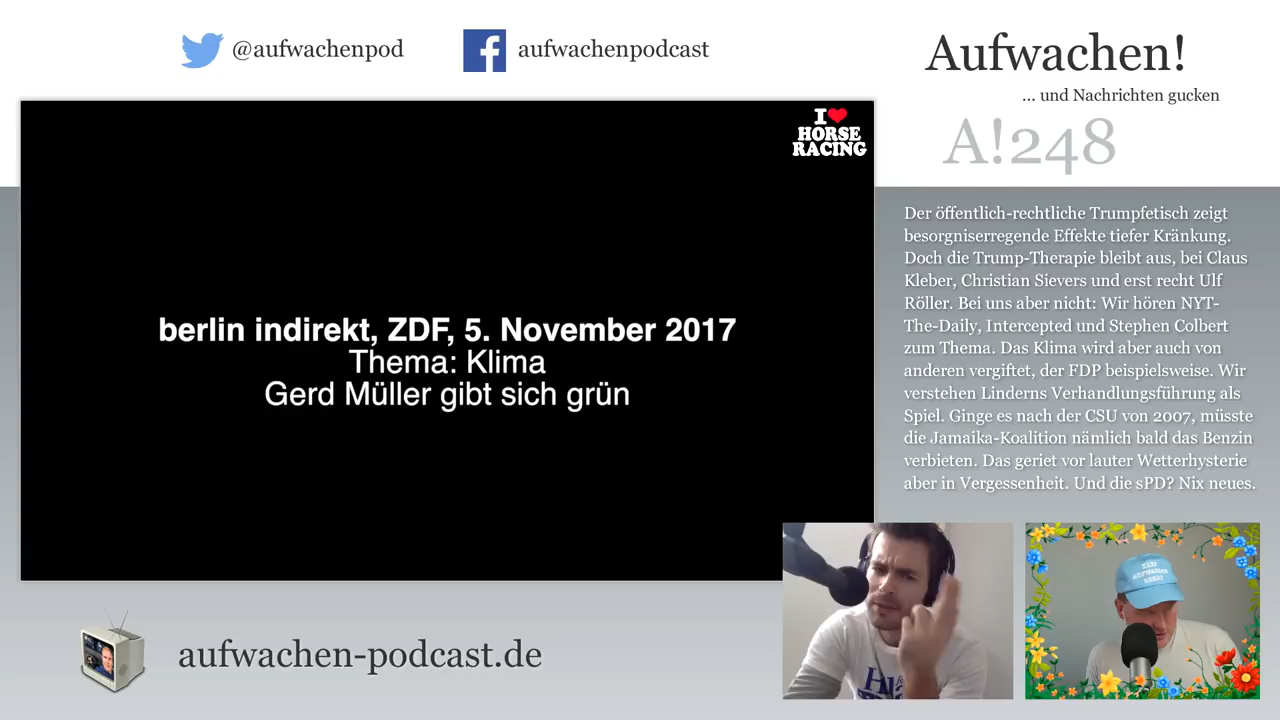 @aufwachenpod
aufwachenpodcast
Aufwachen!
... und Nachrichten gucken
A!248
I
HORSE
RACING
berlin indirekt, ZDF, 5. November 2017
Thema: Klima
Gerd Müller gibt sich grün
Der öffentlich-rechtliche Trumpfetisch zeigt
besorgniserregende Effekte tiefer Kränkung.
Doch die Trump-Therapie bleibt aus, bei Claus
Kleber, Christian Sievers und erst recht Ulf
Röller. Bei uns aber nicht: Wir hören NYT-
The-Daily, Intercepted und Stephen Colbert
zum Thema. Das Klima wird aber auch von
anderen vergiftet, der FDP beispielsweise. Wir
verstehen Linderns Verhandlungsführung als
Spiel. Ginge es nach der CSU von 2007, müsste
die Jamaika-Koalition nämlich bald das Benzin
verbieten. Das geriet vor lauter Wetterhysterie
aber in Vergessenheit. Und die sPD? Nix neues.
aufwachen-podcast.de